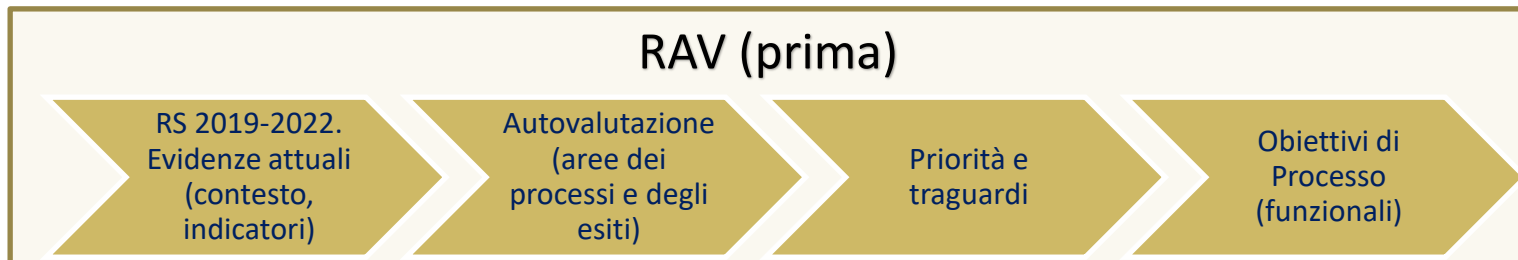 RAV (prima)
RS 2019-2022.
Evidenze attuali
(contesto,
indicatori)
Autovalutazione
(aree dei
processi e degli
esiti)
Priorità e
traguardi
Obiettivi di
Processo
(funzionali)